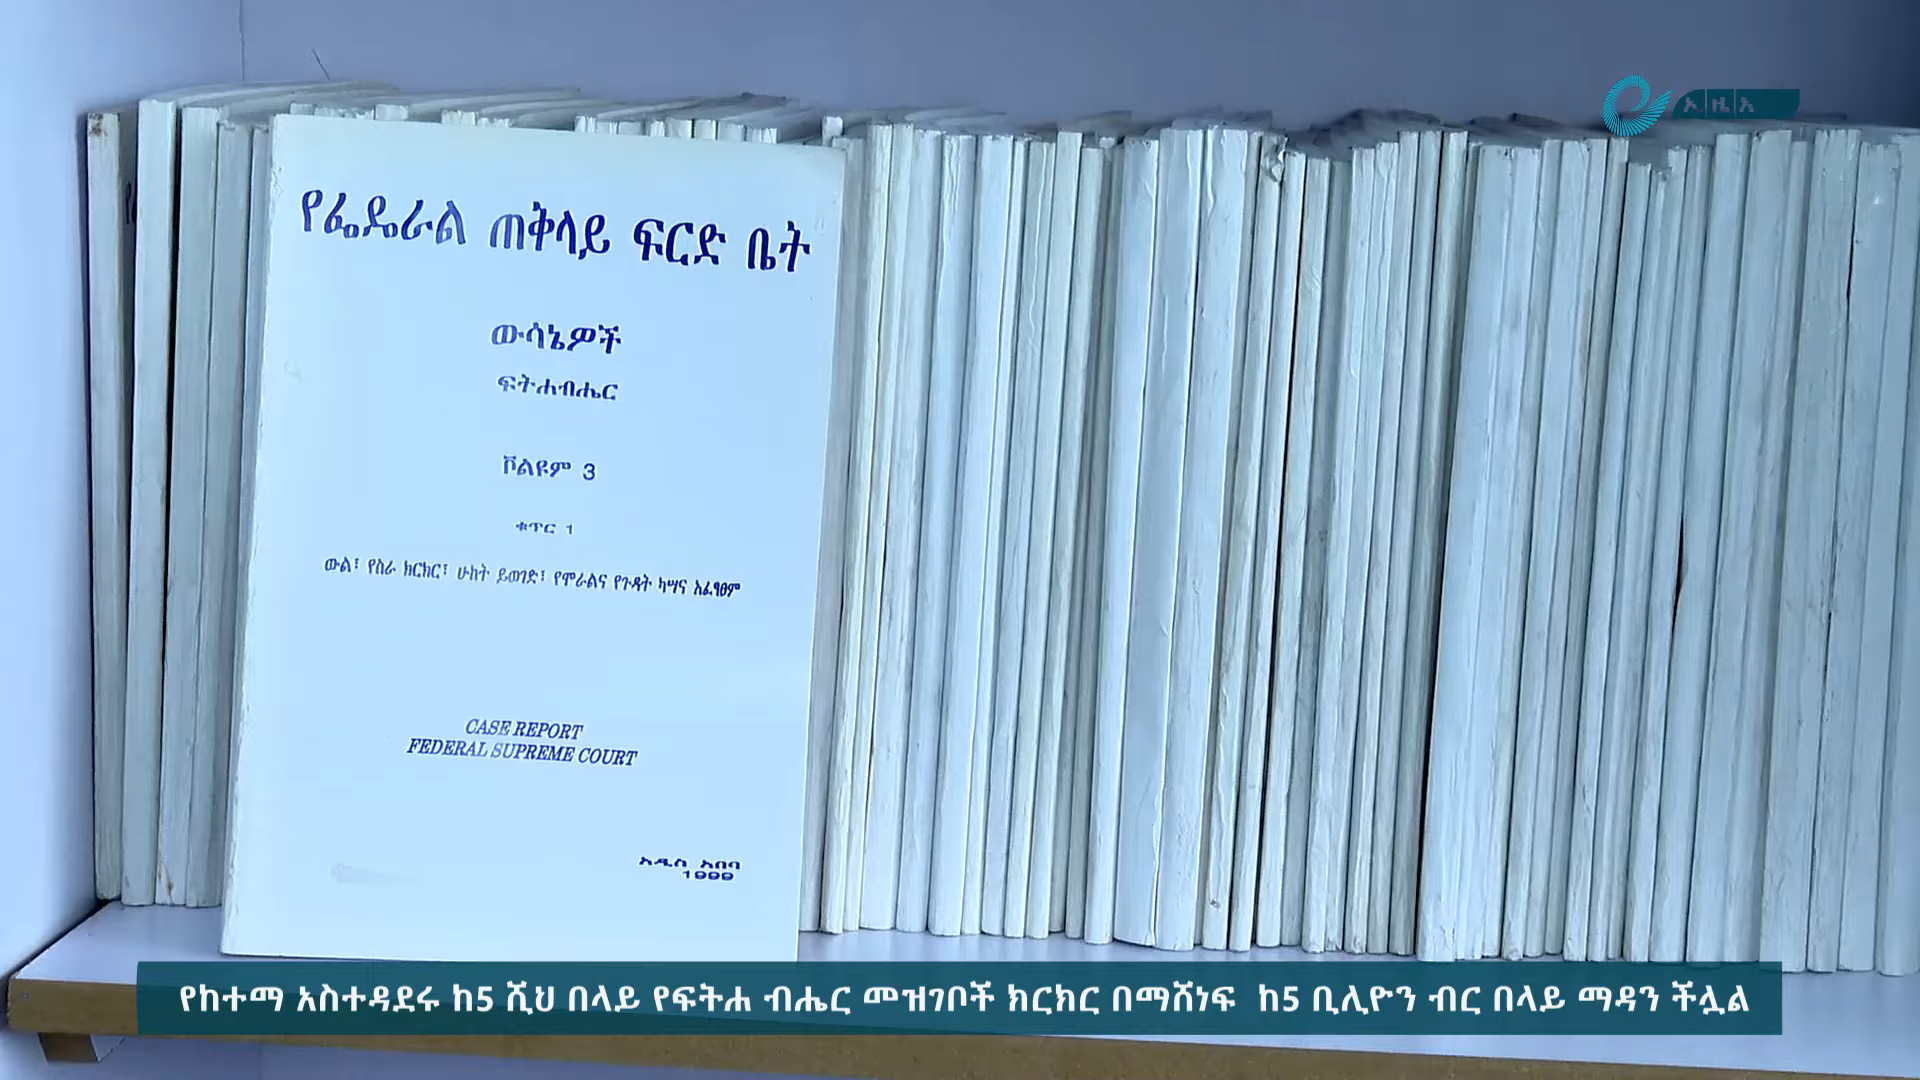 ኦዚአ
የፌዴራል ጠቅላይ ፍርድ ቤት
ውሳኔዎች
ፍትሐብሔር
ቮልዩም 3
ቁጥር 1
ውል፣ የስራ ክርክር፣ ሁከት ይወገድ፣ የሞራልና የጉዳት ካሣና አፈፃፀም
CASE REPORT
FEDERAL SUPREME COURT
አዲስ አበባ
1999
የከተማ አስተዳደሩ ከ5 ሺህ በላይ የፍትሐ ብሔር መዝገቦች ክርክር በማሸነፍ ከ5 ቢሊዮን ብር በላይ ማዳን ችሏል